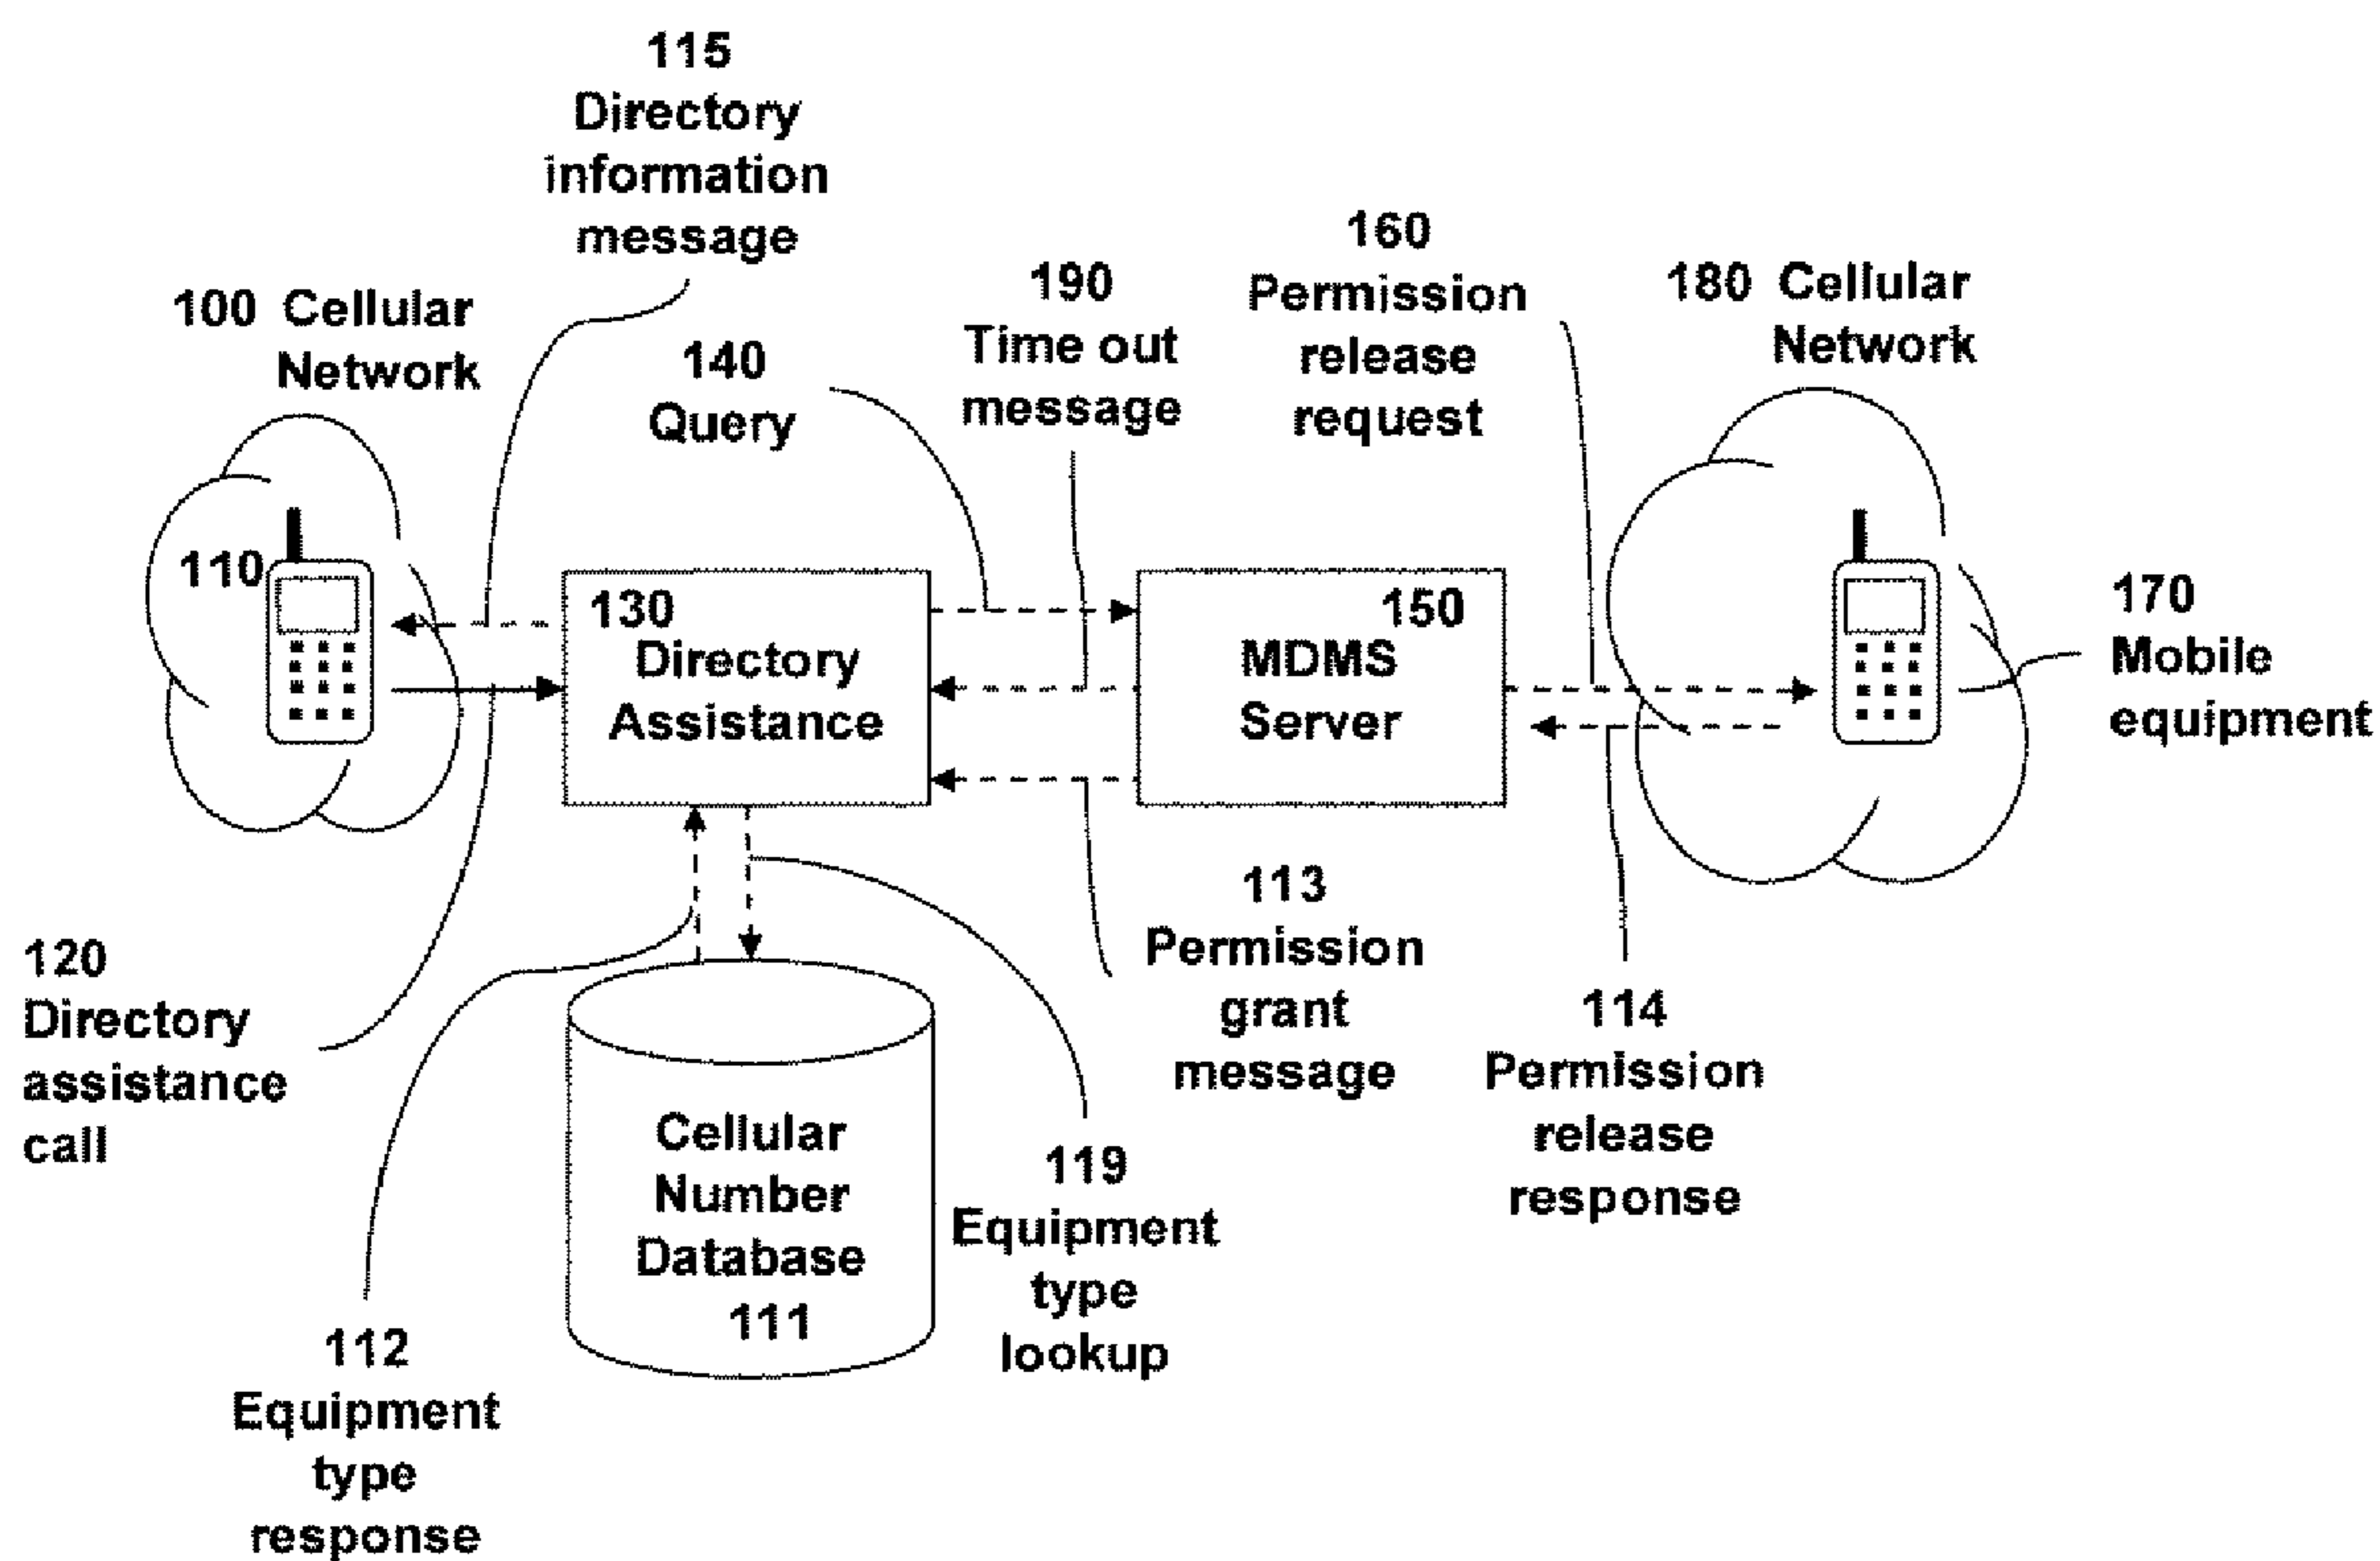 115
Directory
information
message
100 Cellular
Network
140
Query
190
Time out
message
160
Permission
release
request
180 Cellular
Network
110
130
Directory
Assistance
150
MDMS
Server
170
Mobile
equipment
120
Directory
assistance
call
113
Permission
grant
message
114
Permission
release
response
Cellular
Number
Database
111
119
Equipment
type
lookup
112
Equipment
type
response